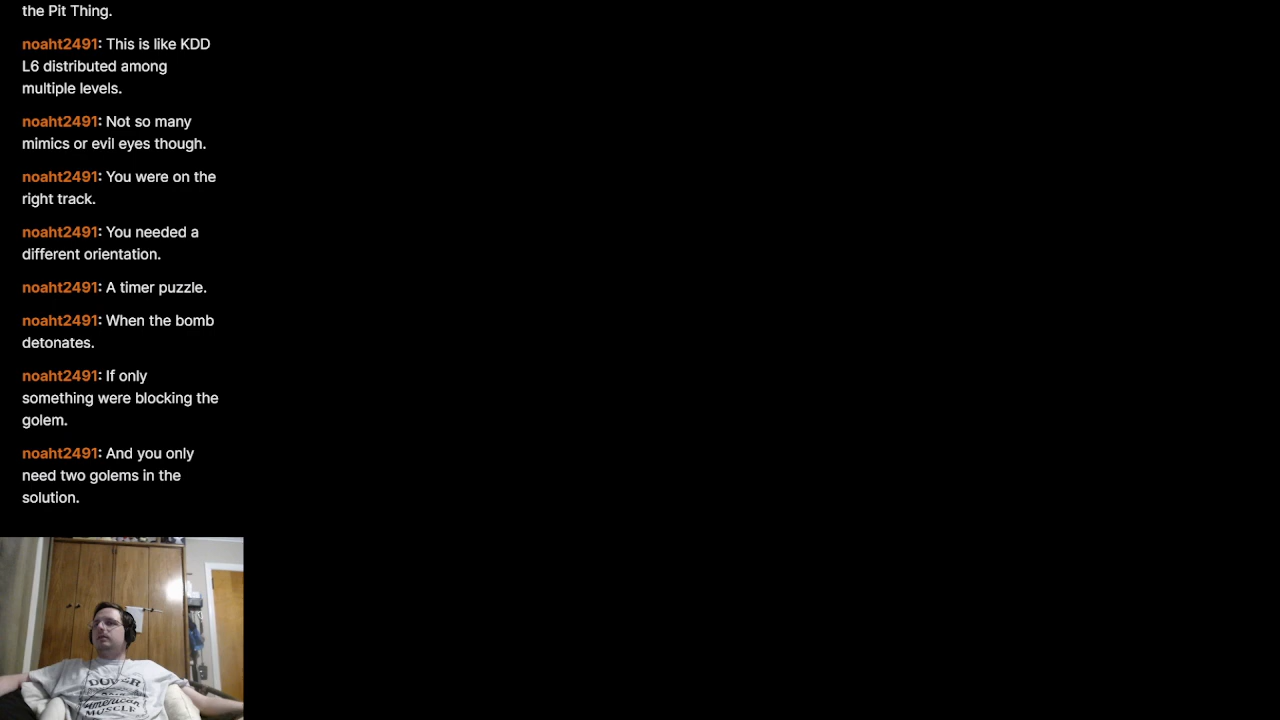 the Pit Thing.
noaht2491: This is like KDD
L6 distributed among
multiple levels.
noaht2491: Not so many
mimics or evil eyes though.
noaht2491: You were on the
right track.
noaht2491: You needed a
different orientation.
noaht2491: A timer puzzle.
noaht2491: When the bomb
detonates.
noaht2491: If only
something were blocking the
golem.
noaht2491: And you only
need two golems in the
solution.
DODGE
American
MUSCLE